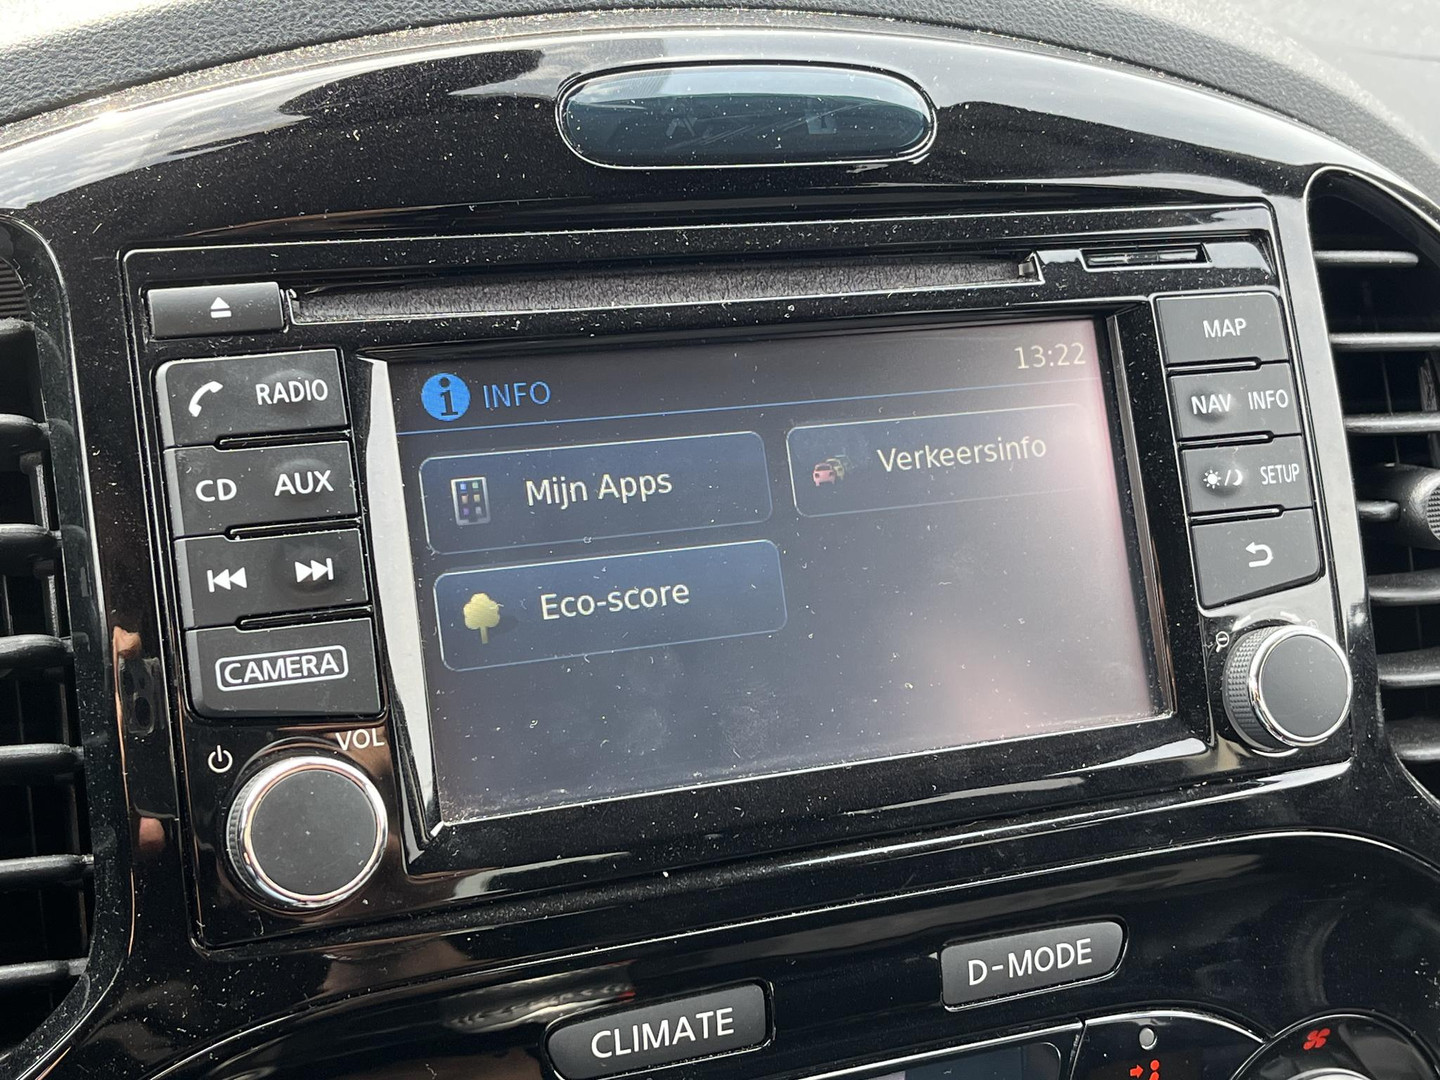 MAP
RADIO
13:22
i INFO
NAV INFO
Mijn Apps
Verkeersinfo
CD AUX
SETUP
Eco-score
CAMERA
VOL
D-MODE
CLIMATE